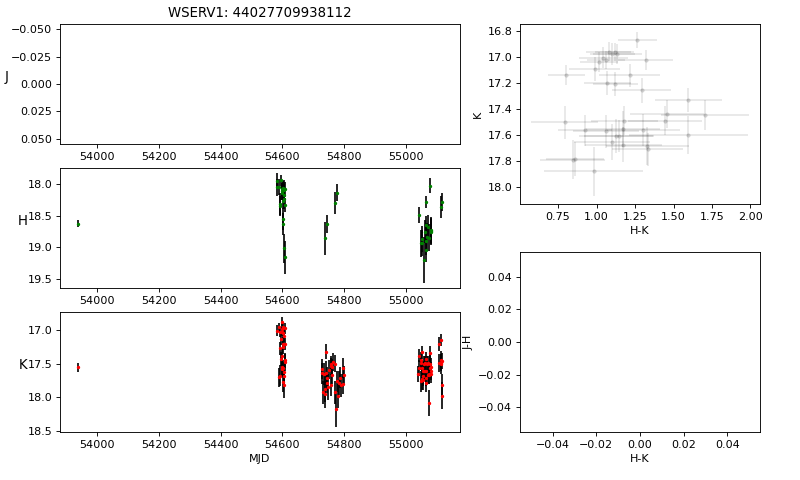 WSERV1: 44027709938112
−0.050
−0.025
0.000
0.025
0.050
J
54000 54200 54400 54600 54800 55000
18.0
18.5
19.0
19.5
H
54000 54200 54400 54600 54800 55000
17.0
17.5
18.0
18.5
K
54000 54200 54400 54600 54800 55000
MJD
16.8
17.0
17.2
17.4
17.6
17.8
18.0
K
0.75 1.00 1.25 1.50 1.75 2.00
H-K
0.04
0.02
0.00
−0.02
−0.04
J-H
−0.04 −0.02 0.00 0.02 0.04
H-K